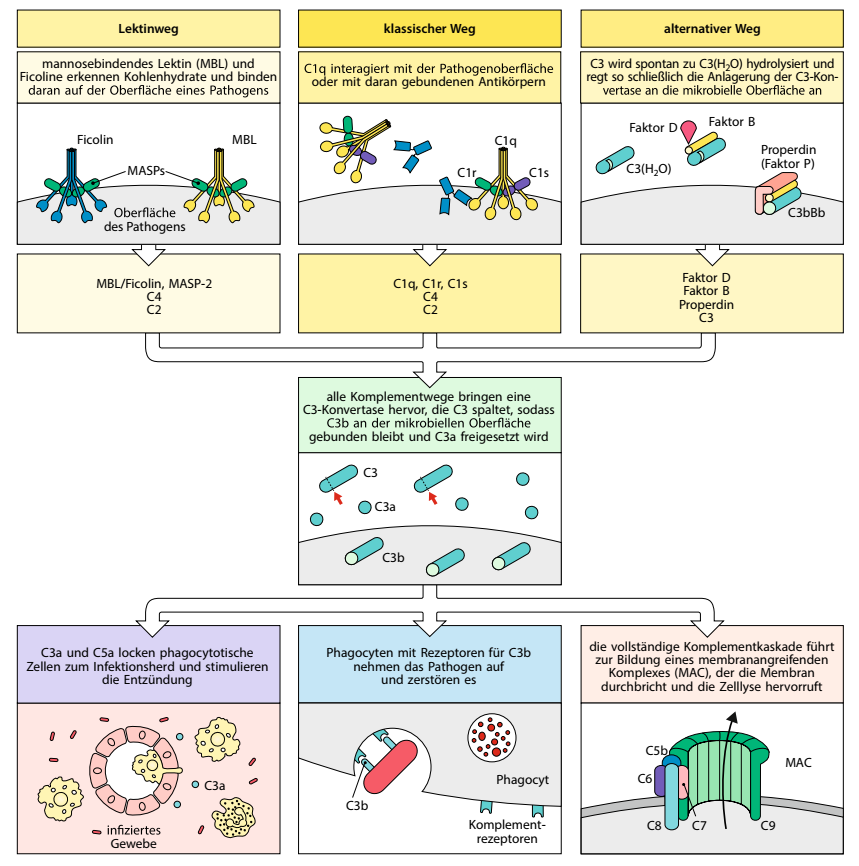 Lektinweg
mannosebindendes Lektin (MBL) und
Ficoline erkennen Kohlenhydrate und binden
daran auf der Oberfläche eines Pathogens
Ficolin
MBL
MASPs
Oberfläche
des Pathogens
MBL/Ficolin, MASP-2
C4
C2
klassischer Weg
C1q interagiert mit der Pathogenoberfläche
oder mit daran gebundenen Antikörpern
C1q
C1r
C1s
C1q, C1r, C1s
C4
C2
alternativer Weg
C3 wird spontan zu C3(H₂O) hydrolysiert und
regt so schließlich die Anlagerung der C3-Kon-
vertase an die mikrobielle Oberfläche an
Faktor D
Faktor B
C3(H₂O)
Properdin
(Faktor P)
C3bBb
Faktor D
Faktor B
Properdin
C3
alle Komplementwege bringen eine
C3-Konvertase hervor, die C3 spaltet, sodass
C3b an der mikrobiellen Oberfläche
gebunden bleibt und C3a freigesetzt wird
C3
C3a
C3b
C3a und C5a locken phagocytotische
Zellen zum Infektionsherd und stimulieren
die Entzündung
C3a
infiziertes
Gewebe
Phagocyten mit Rezeptoren für C3b
nehmen das Pathogen auf
und zerstören es
C3b
Phagocyt
Komplement-
rezeptoren
die vollständige Komplementkaskade führt
zur Bildung eines membranangreifenden
Komplexes (MAC), der die Membran
durchbricht und die Zelllyse hervorruft
C5b
MAC
C6
C8
C7
C9